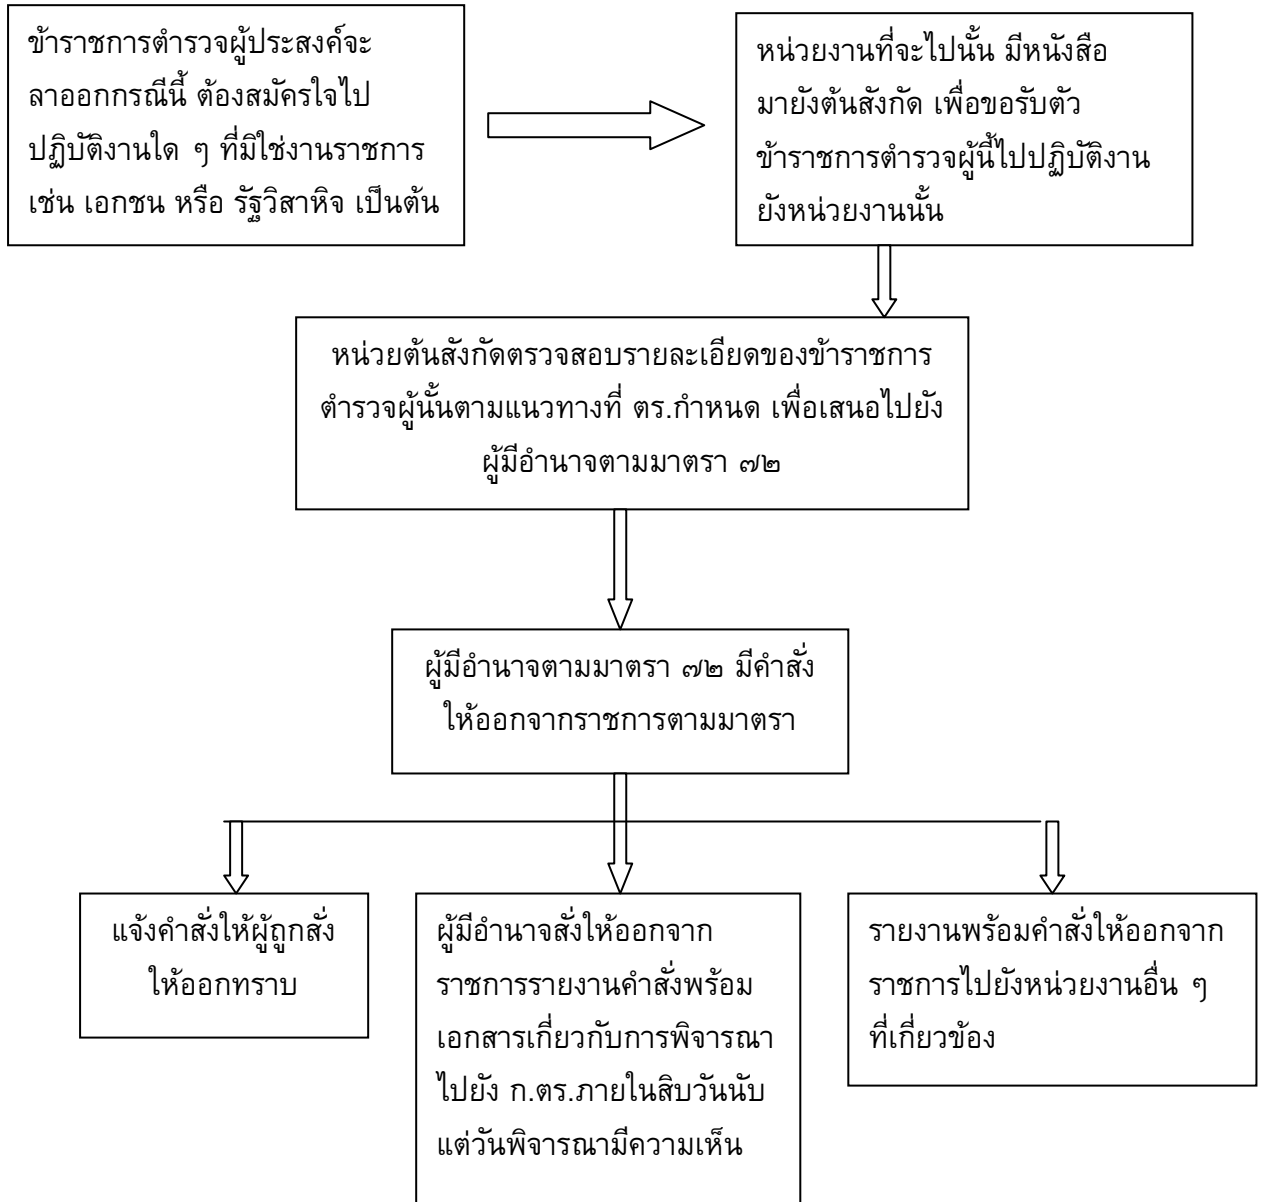 ข้าราชการตำรวจผู้ประสงค์จะ
ลาออกกรณีนี้ ต้องสมัครใจไป
ปฏิบัติงานใด ๆ ที่มิใช่งานราชการ
เช่น เอกชน หรือ รัฐวิสาหิจ เป็นต้น
หน่วยงานที่จะไปนั้น มีหนังสือ
มายังต้นสังกัด เพื่อขอรับตัว
ข้าราชการตำรวจผู้นี้ไปปฏิบัติงาน
ยังหน่วยงานนั้น
หน่วยต้นสังกัดตรวจสอบรายละเอียดของข้าราชการ
ตำรวจผู้นั้นตามแนวทางที่ ตร.กำหนด เพื่อเสนอไปยัง
ผู้มีอำนาจตามมาตรา ๗๒
ผู้มีอำนาจตามมาตรา ๗๒ มีคำสั่ง
ให้ออกจากราชการตามมาตรา
แจ้งคำสั่งให้ผู้ถูกสั่ง
ให้ออกทราบ
ผู้มีอำนาจสั่งให้ออกจาก
ราชการรายงานคำสั่งพร้อม
เอกสารเกี่ยวกับการพิจารณา
ไปยัง ก.ตร.ภายในสิบวันนับ
แต่วันพิจารณามีความเห็น
รายงานพร้อมคำสั่งให้ออกจาก
ราชการไปยังหน่วยงานอื่น ๆ
ที่เกี่ยวข้อง